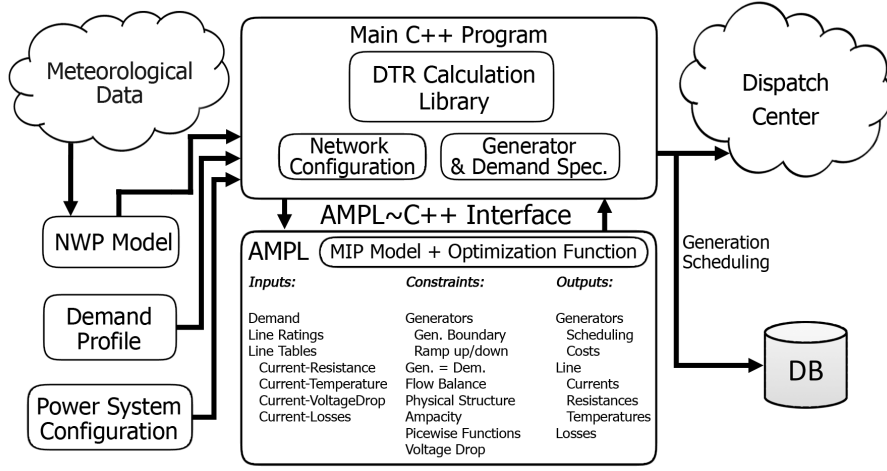 Meteorological
Data
NWP Model
Demand
Profile
Power System
Configuration
Main C++ Program
DTR Calculation
Library
Network
Configuration
Generator
& Demand Spec.
AMPL~C++ Interface
AMPL
MIP Model + Optimization Function
Inputs:
Demand
Line Ratings
Line Tables
Current-Resistance
Current-Temperature
Current-VoltageDrop
Current-Losses
Constraints:
Generators
Gen. Boundary
Ramp up/down
Gen. = Dem.
Flow Balance
Physical Structure
Ampacity
Picewise Functions
Voltage Drop
Outputs:
Generators
Scheduling
Costs
Line
Currents
Resistances
Temperatures
Losses
Dispatch
Center
Generation
Scheduling
DB